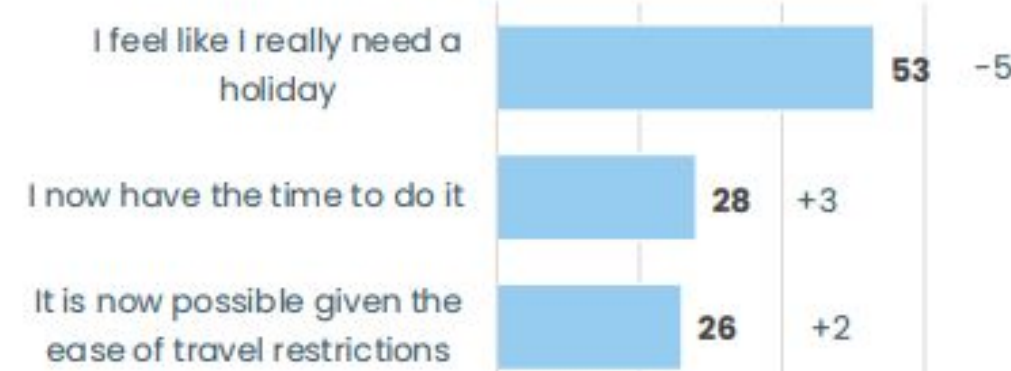 I feel like I really need a
holiday
53 -5
I now have the time to do it
28 +3
It is now possible given the
ease of travel restrictions
26 +2